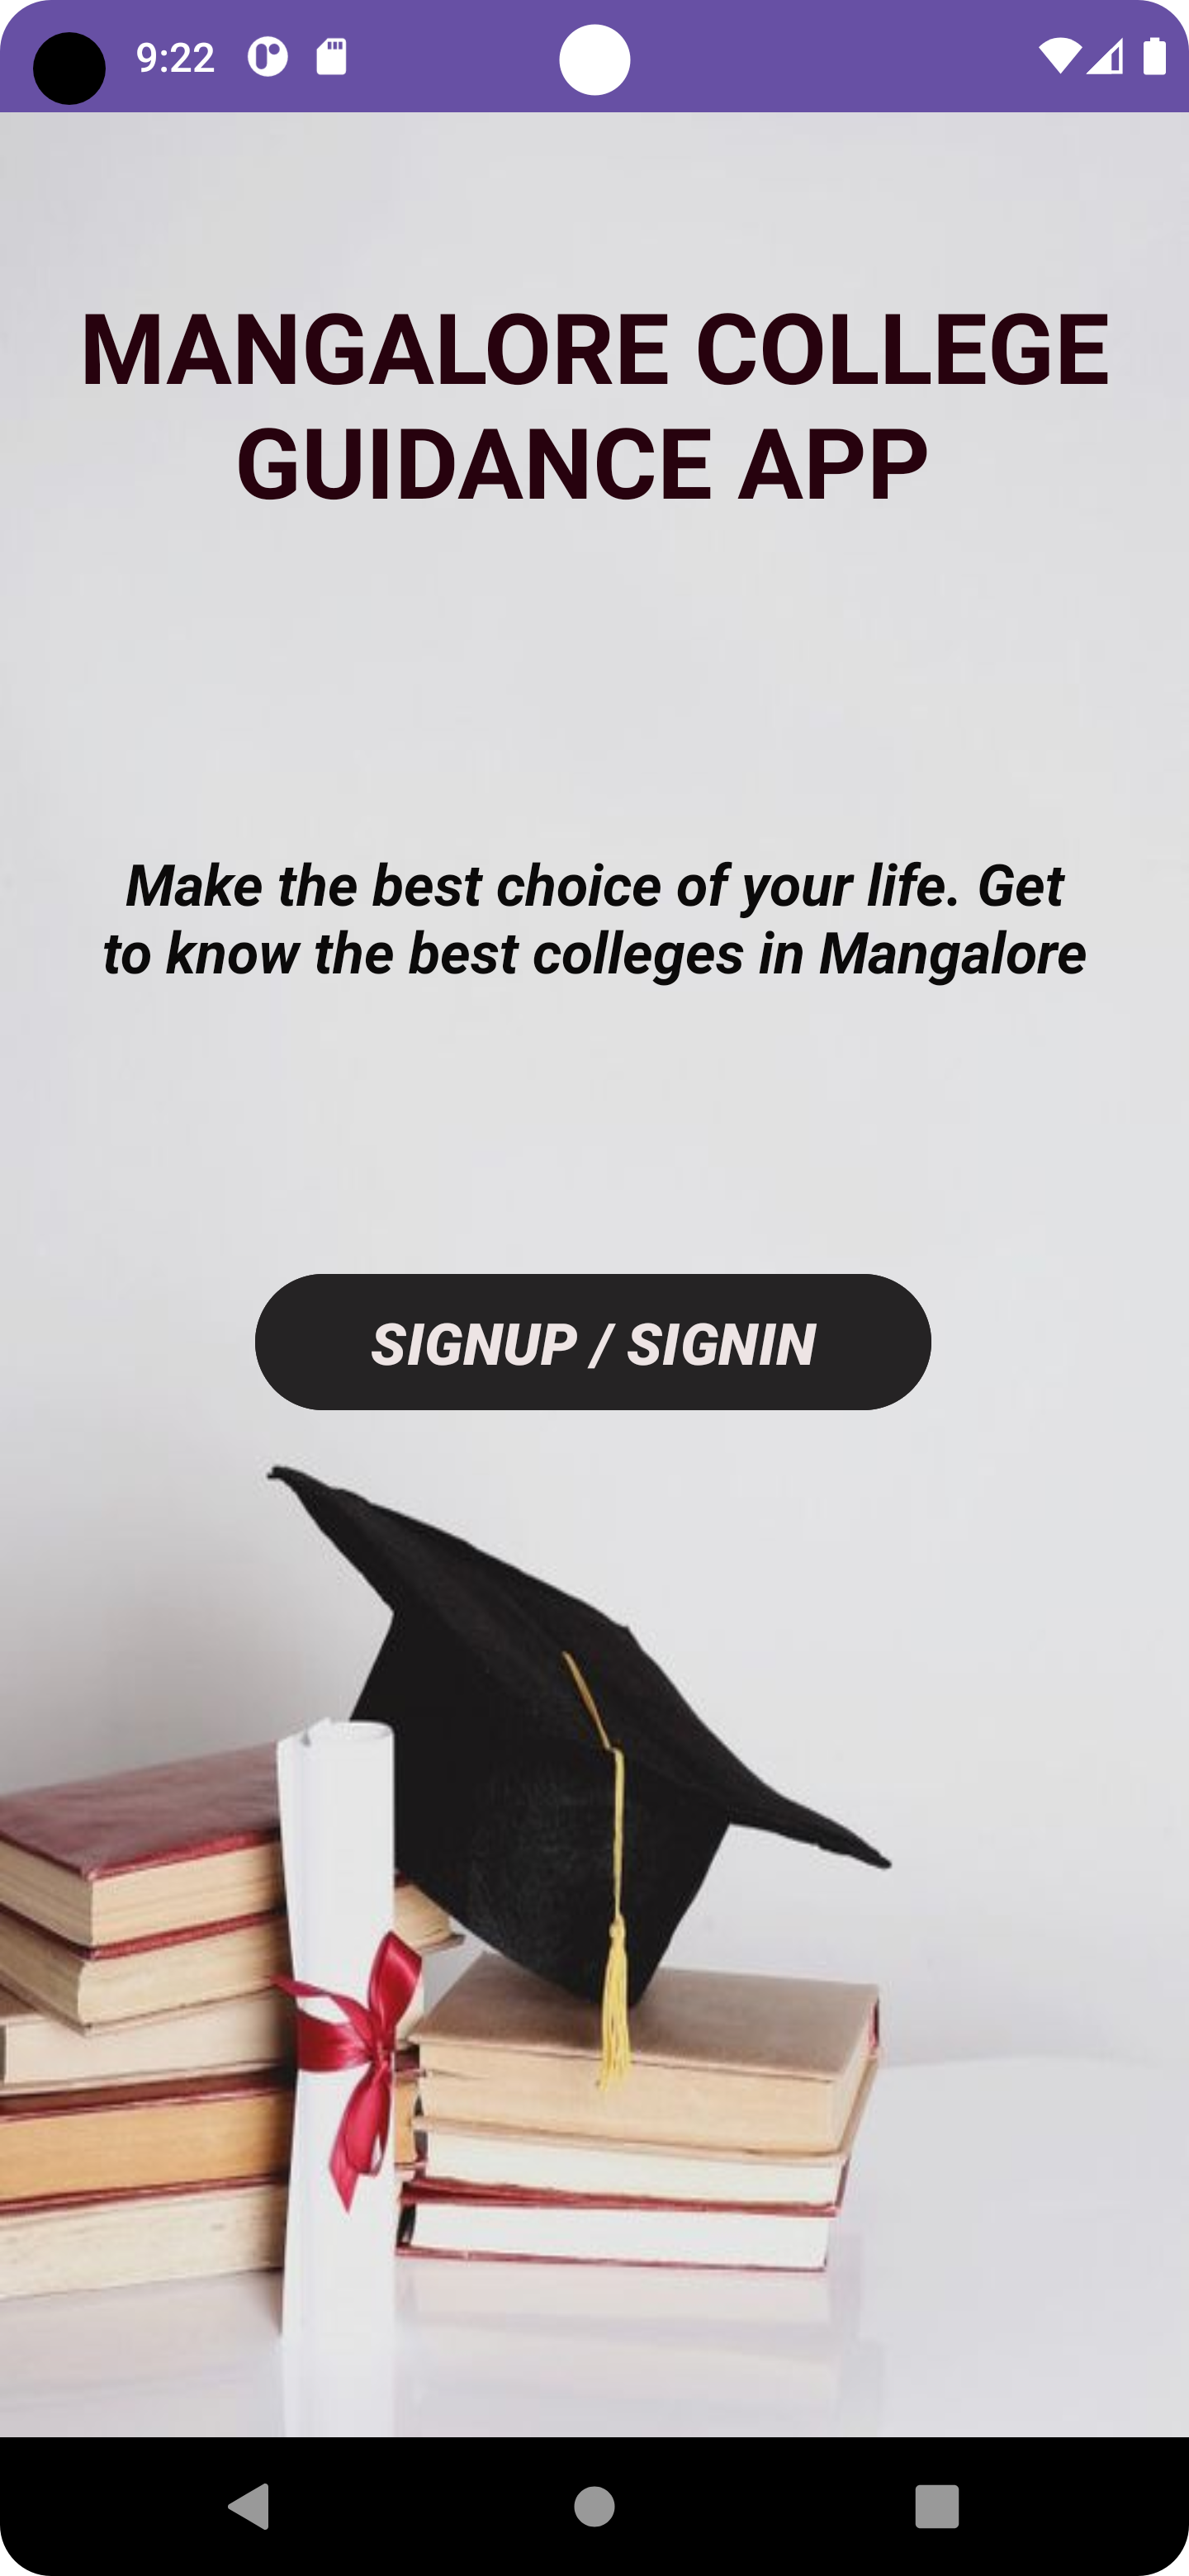 9:22
MANGALORE COLLEGE
GUIDANCE APP
Make the best choice of your life. Get
to know the best colleges in Mangalore
SIGNUP / SIGNIN